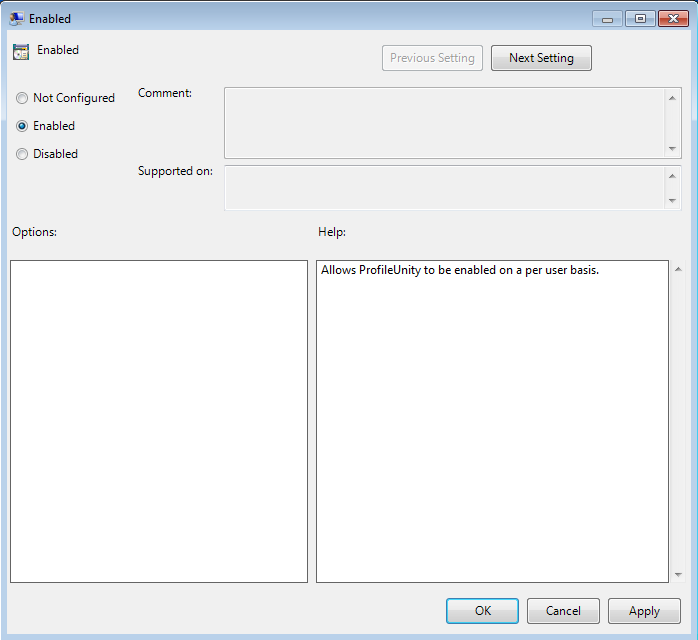 Enabled
Enabled
Previous Setting
Next Setting
Not Configured
Comment:
Enabled
Disabled
Supported on:
Options:
Help:
Allows ProfileUnity to be enabled on a per user basis.
OK
Cancel
Apply